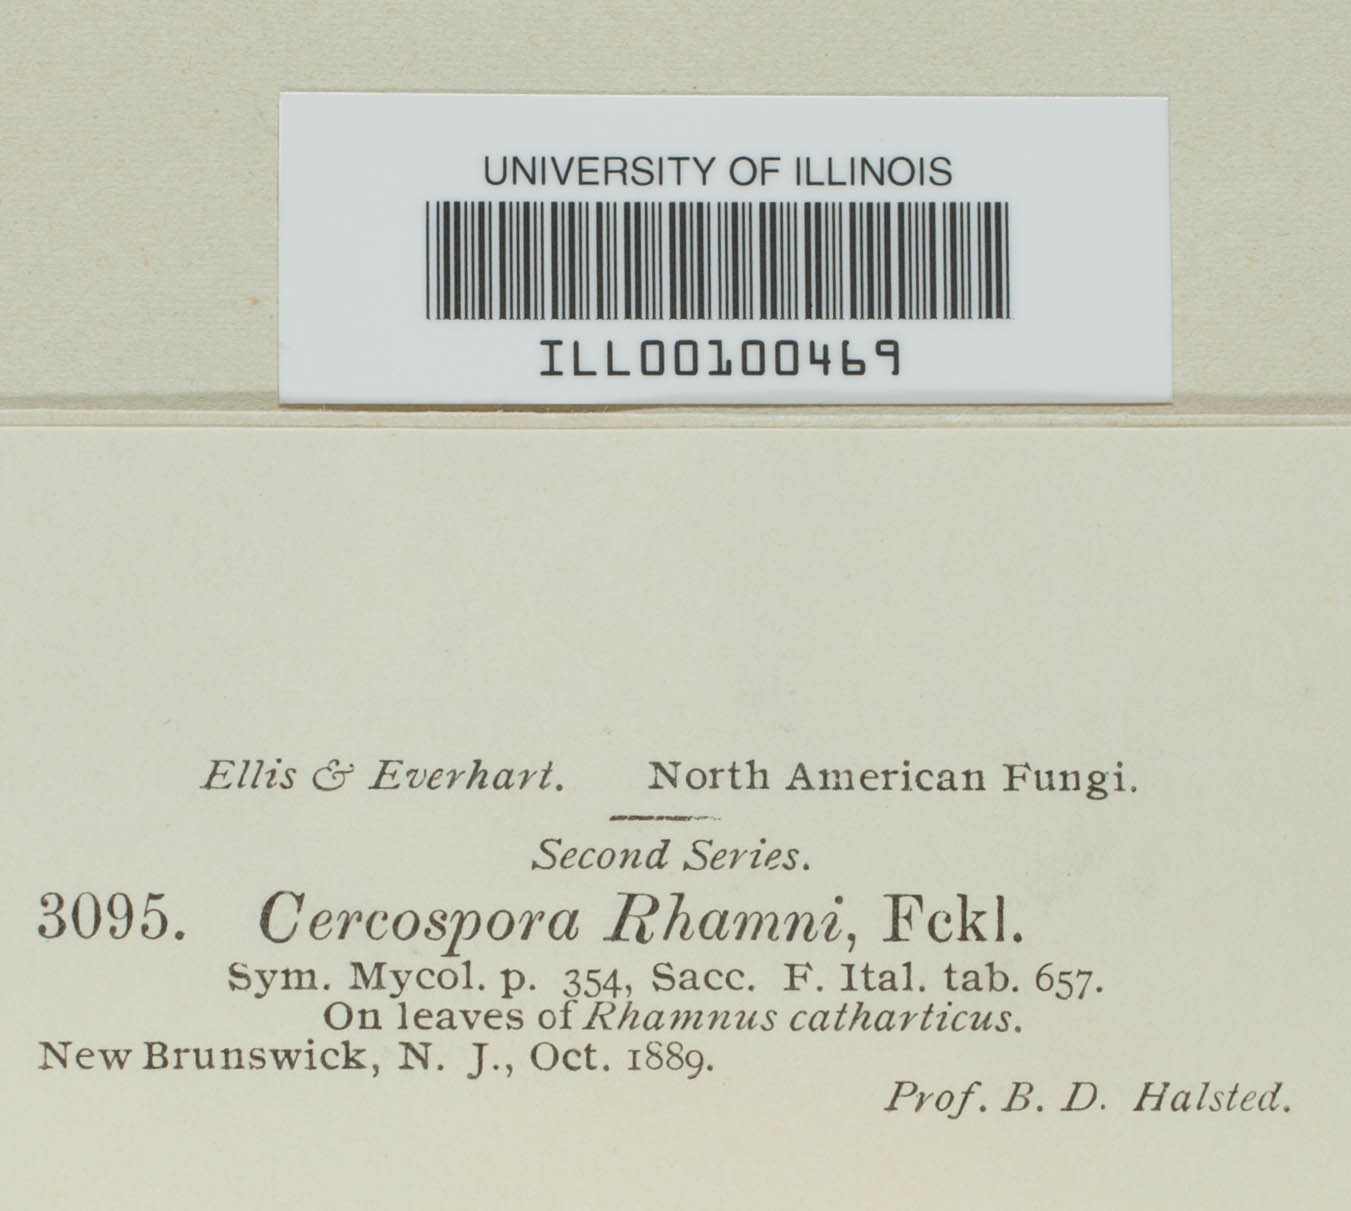 UNIVERSITY OF ILLINOIS
ILL00100469
Ellis & Everhart. North American Fungi.
Second Series.
3095. Cercospora Rhamni, Fckl.
Sym. Mycol. p. 354, Sacc. F. Ital. tab. 657.
On leaves of Rhamnus catharticus.
New Brunswick, N. J., Oct. 1889.
Prof. B. D. Halsted.